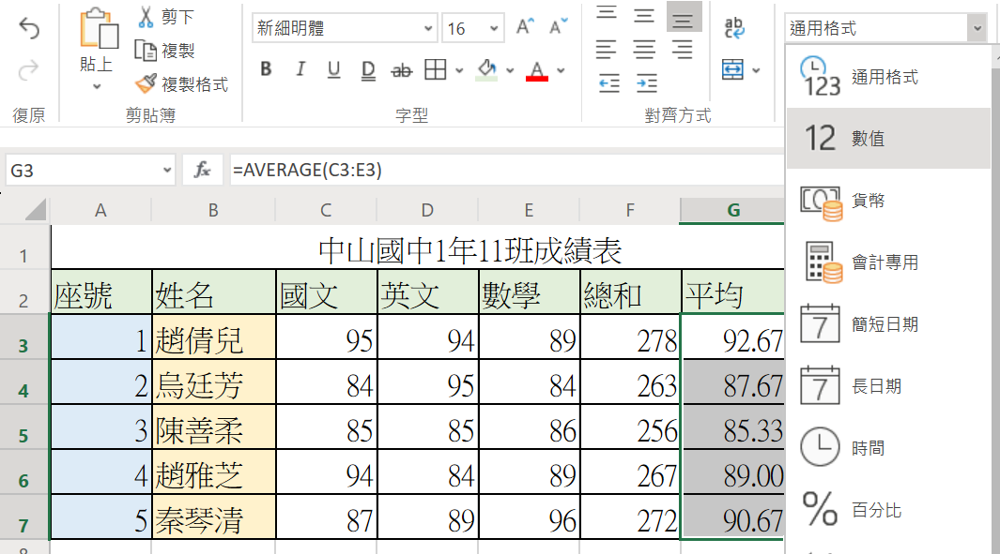 剪下
複製
貼上
複製格式
復原
剪貼簿
新細明體
16
A A
B I U D ab
A
字型
ab
c
對齊方式
通用格式
123
通用格式
12
數值
貨幣
會計專用
7
簡短日期
7
長日期
時間
%
百分比
G3
fx
=AVERAGE(C3:E3)
A B C D E F G
1 中山國中1年11班成績表
2 座號 姓名 國文 英文 數學 總和 平均
3 1 趙倩兒 95 94 89 278 92.67
4 2 烏廷芳 84 95 84 263 87.67
5 3 陳善柔 85 85 86 256 85.33
6 4 趙雅芝 94 84 89 267 89.00
7 5 秦琴清 87 89 96 272 90.67